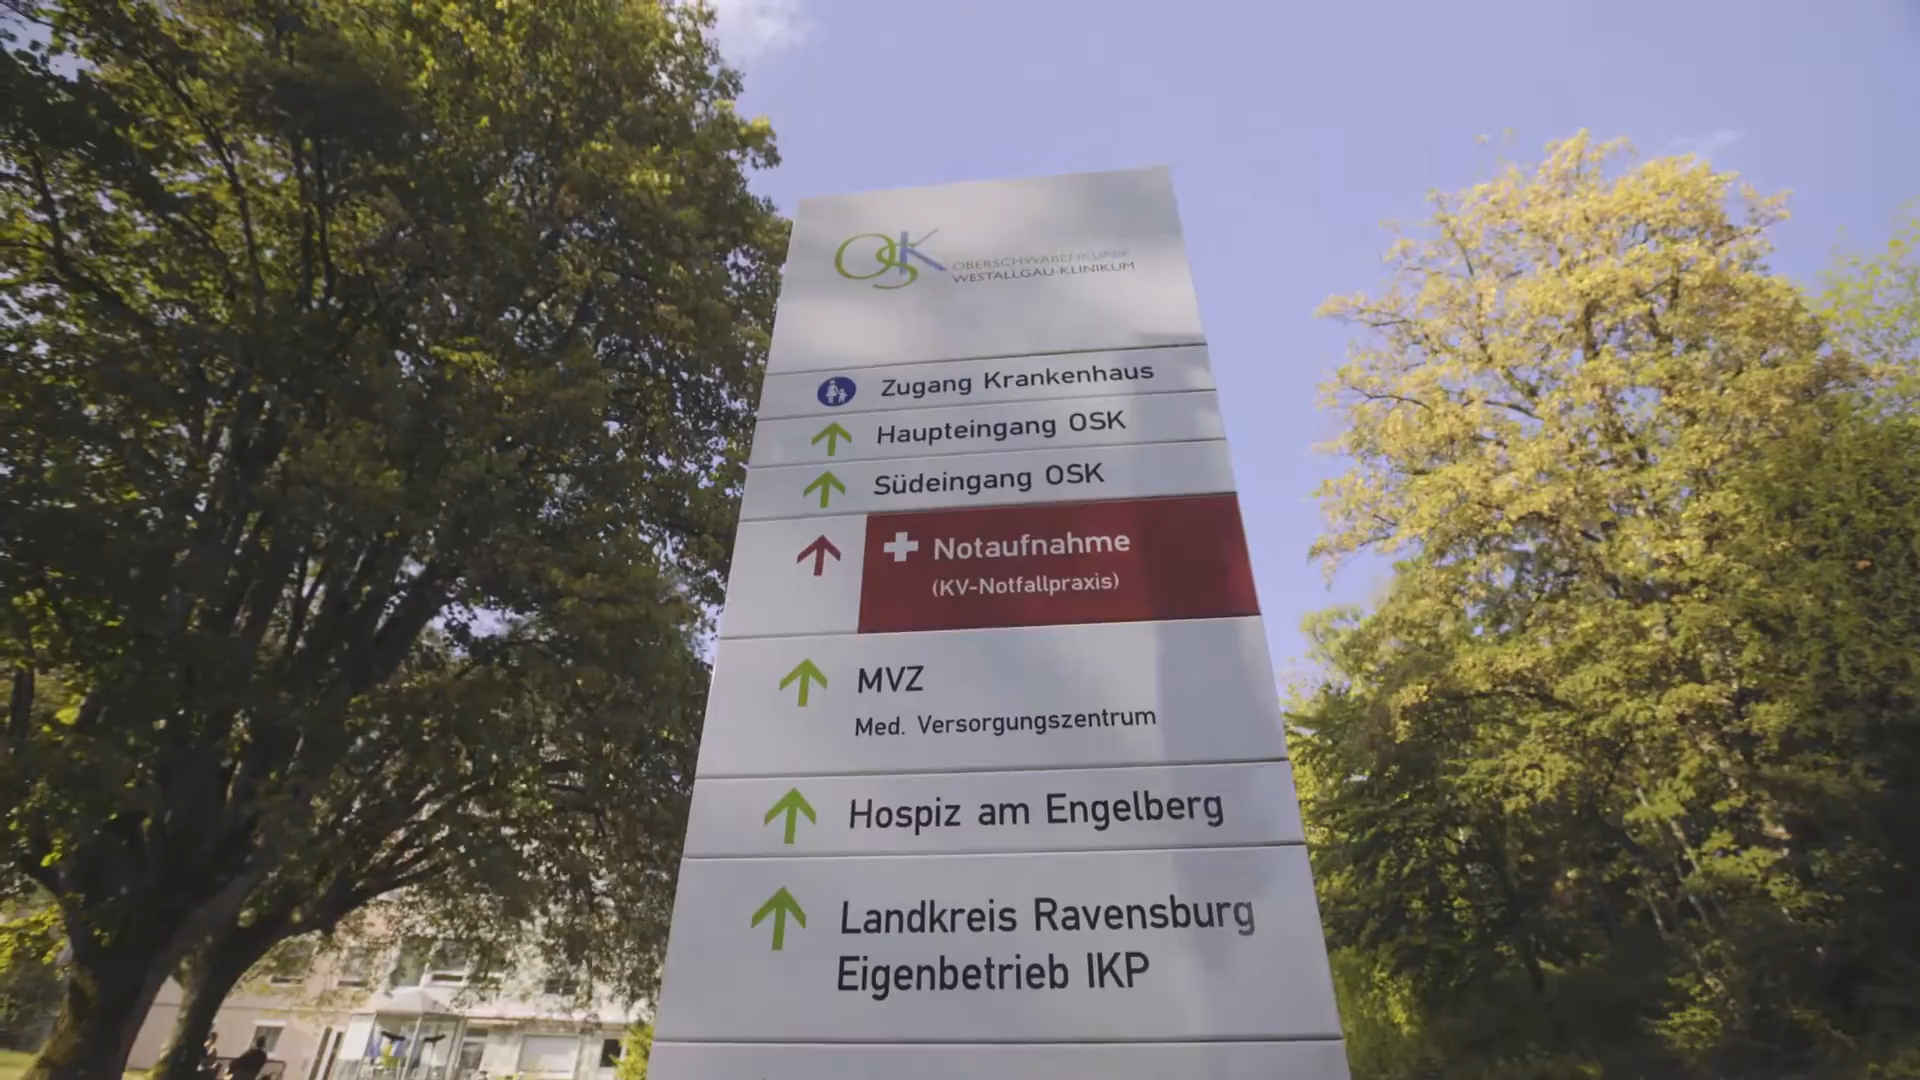 OSK
OBERSCHWABENKLINIK
WESTALLGÄU-KLINIKUM
Zugang Krankenhaus
Haupteingang OSK
Südeingang OSK
Notaufnahme
(KV-Notfallpraxis)
MVZ
Med. Versorgungszentrum
Hospiz am Engelberg
Landkreis Ravensburg
Eigenbetrieb IKP